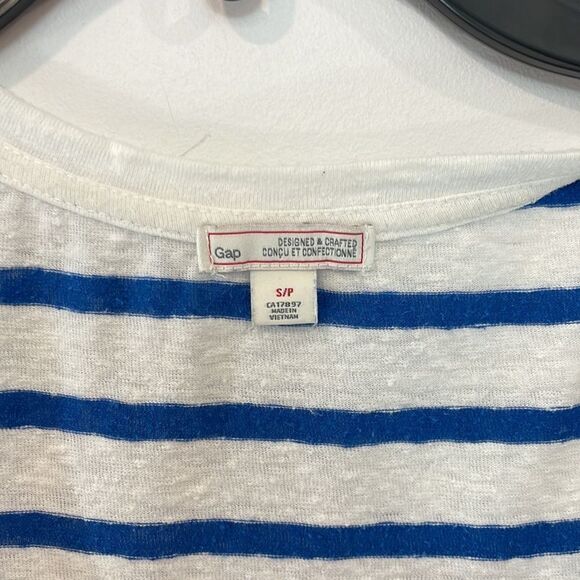 Gap
DESIGNED & CRAFTED
CONÇU ET CONFECTIONNÉ
S/P
CA17897
MADE IN
VIETNAM